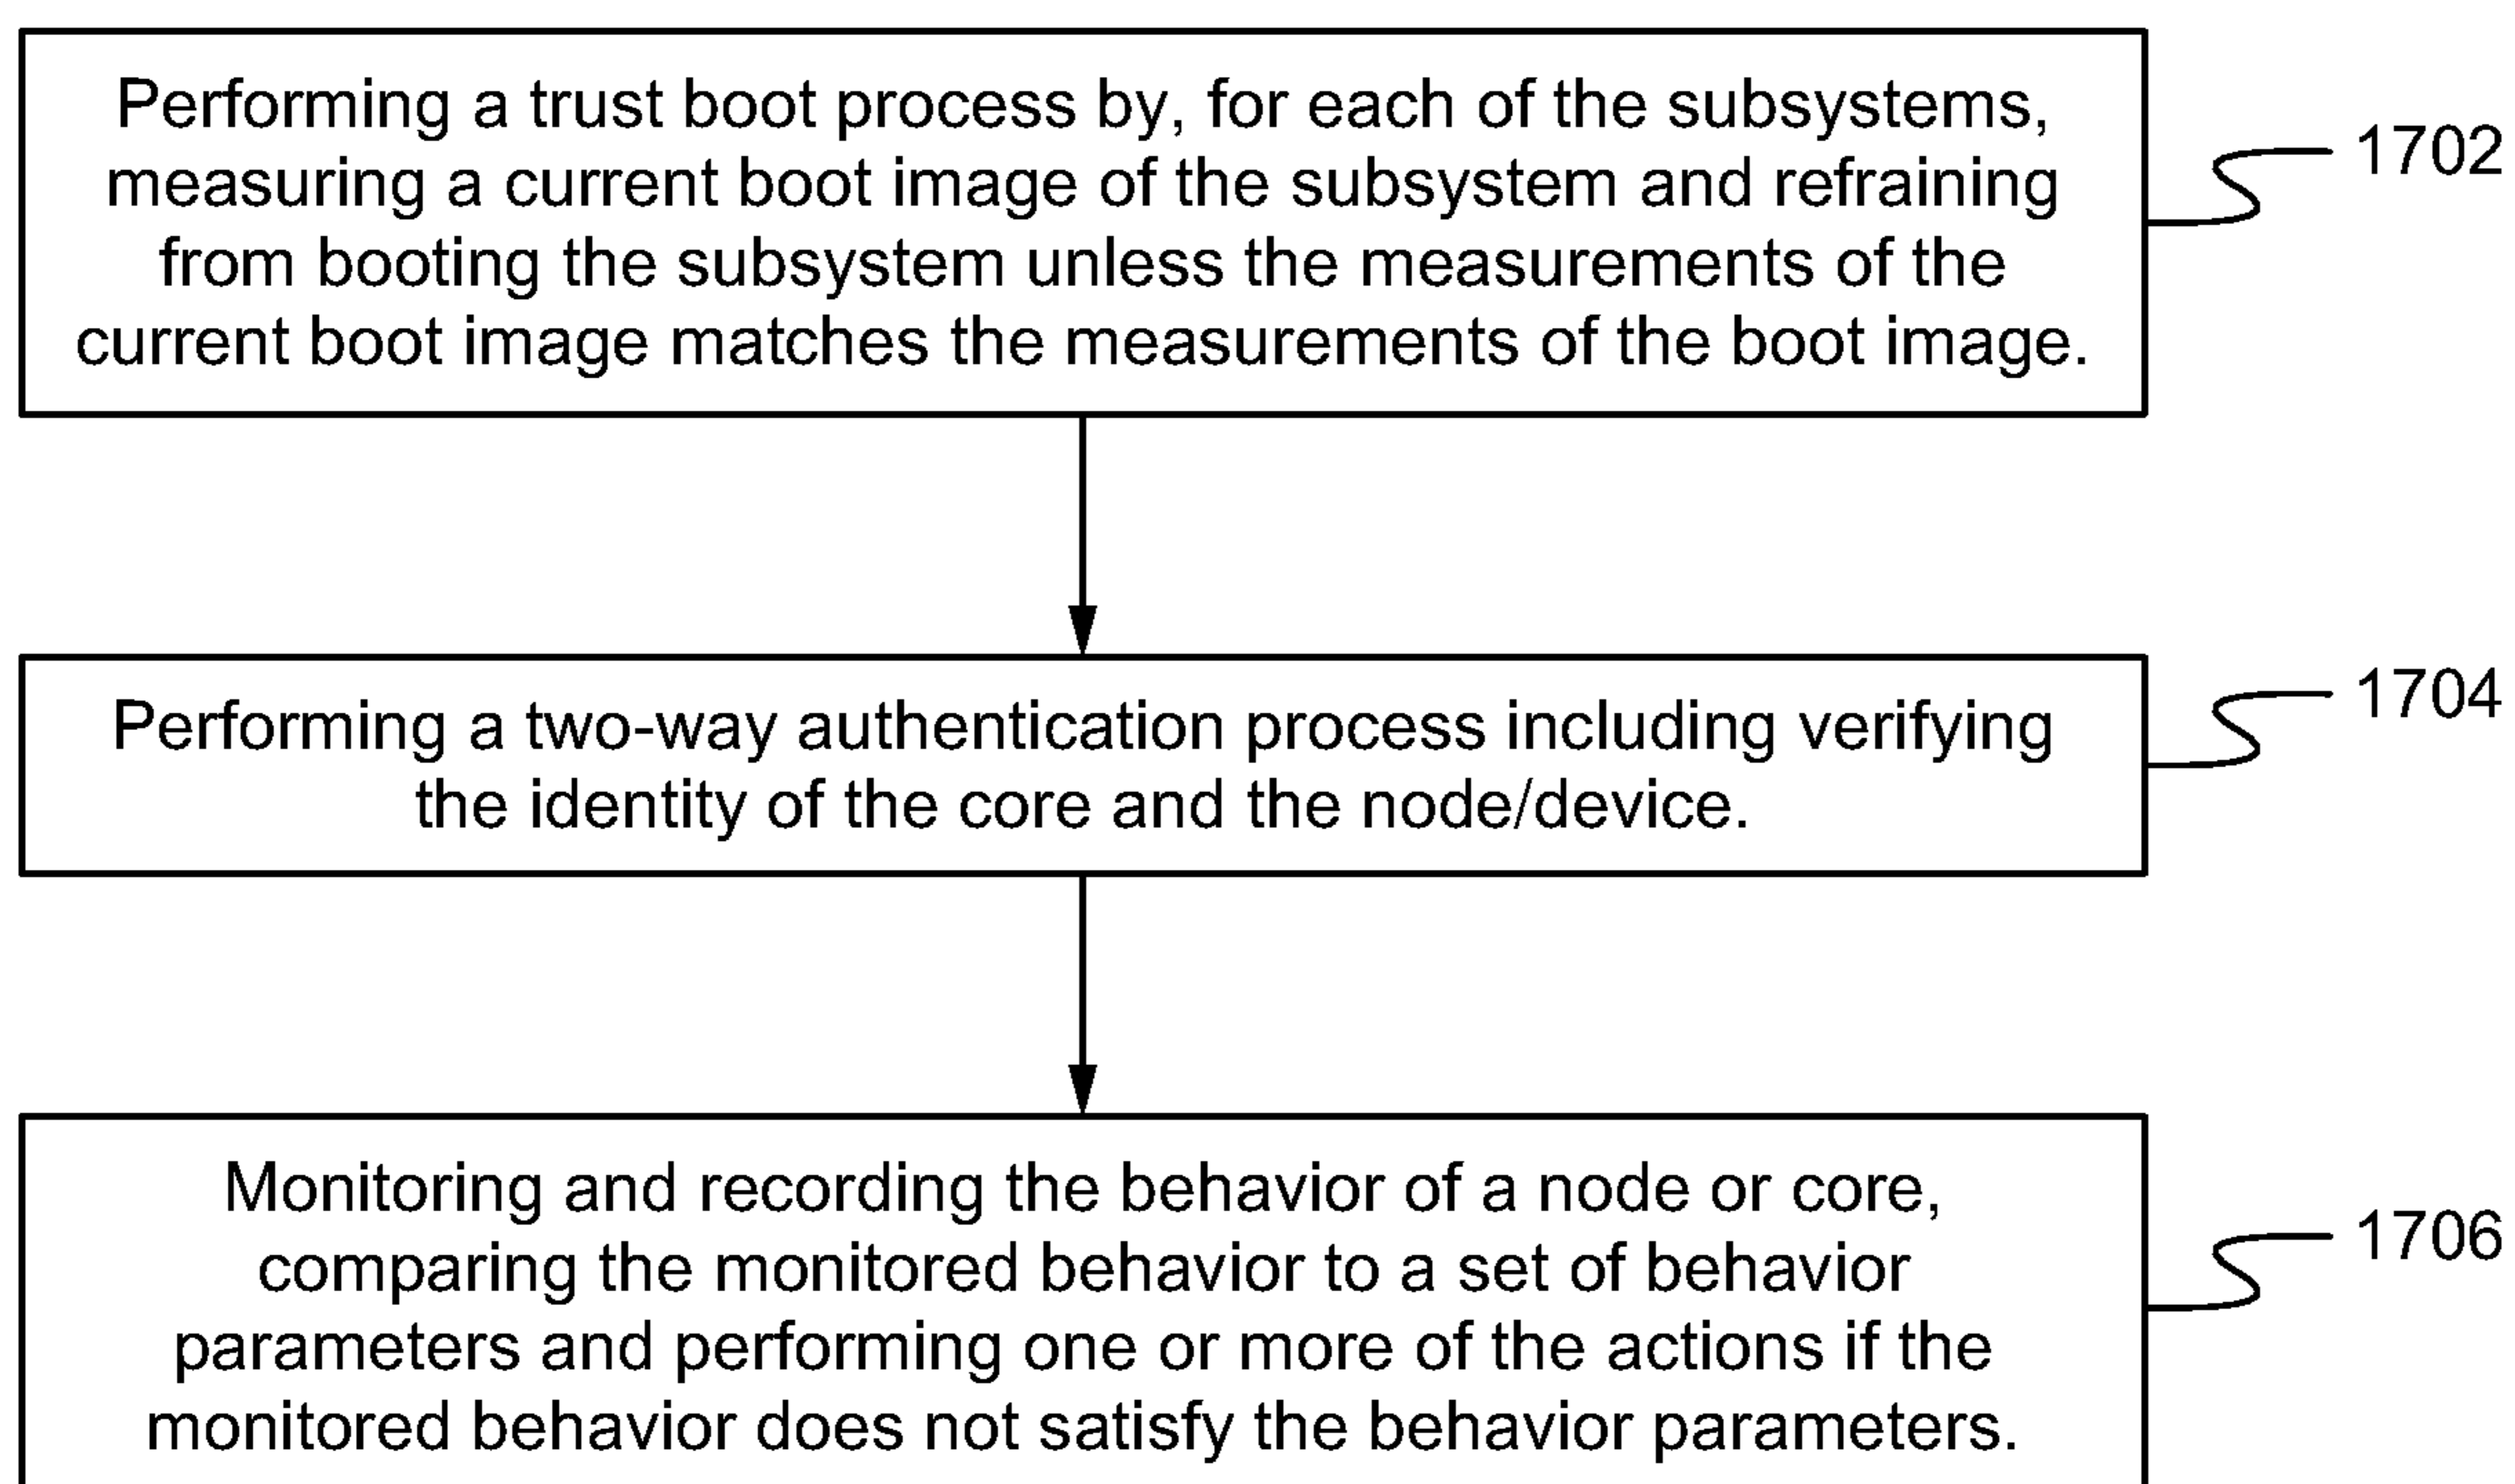 Performing a trust boot process by, for each of the subsystems,
measuring a current boot image of the subsystem and refraining
from booting the subsystem unless the measurements of the
current boot image matches the measurements of the boot image.
1702
Performing a two-way authentication process including verifying
the identity of the core and the node/device.
1704
Monitoring and recording the behavior of a node or core,
comparing the monitored behavior to a set of behavior
parameters and performing one or more of the actions if the
monitored behavior does not satisfy the behavior parameters.
1706